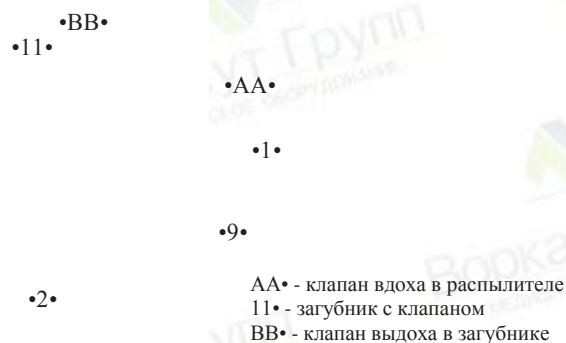 •BB•
•11•
•AA•
•1•
•9•
•2•
AA• - клапан вдоха в распылителе
11• - загубник с клапаном
BB• - клапан выдоха в загубнике